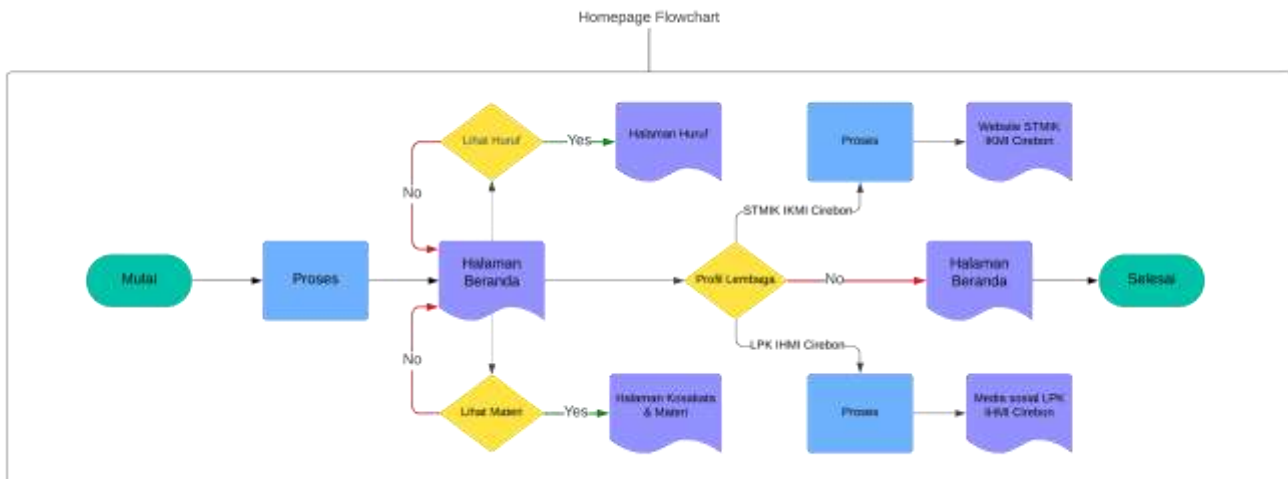 Homepage Flowchart
Lihat Huruf
Yes
Halaman Huruf
Proses
Website STMIK
IKMI Cirebon
No
STMIK IKMI Cirebon
Mulai
Proses
Halaman
Beranda
Profil Lembaga
No
Halaman
Beranda
Selesai
No
LPK IHMI Cirebon
Lihat Materi
Yes
Halaman Kosakata
& Materi
Proses
Media sosial LPK
IHMI Cirebon